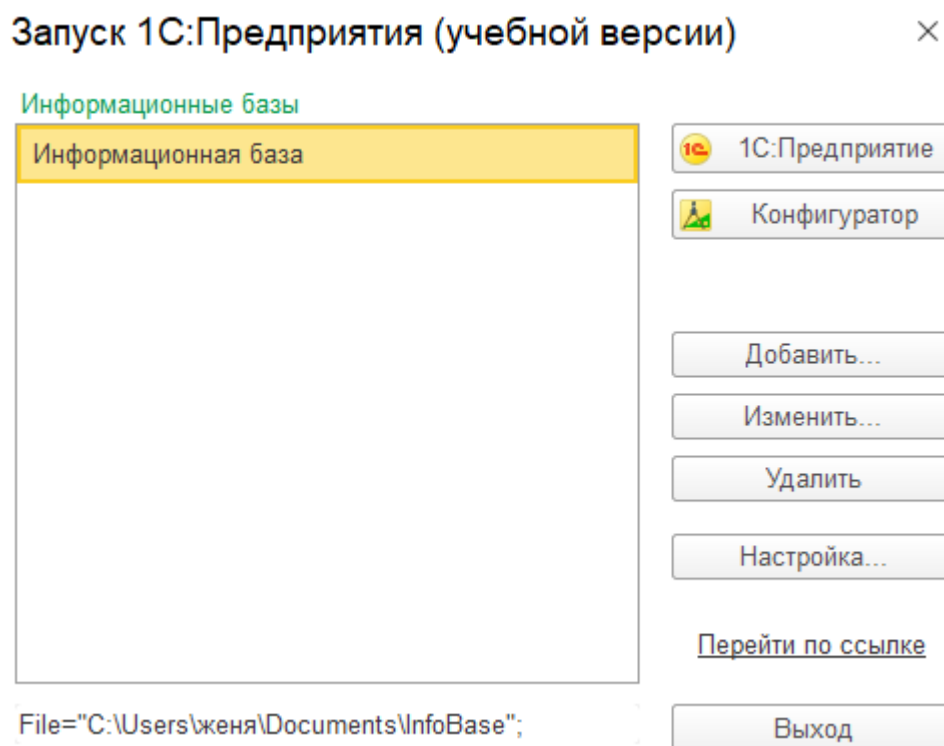 Запуск 1С:Предприятия (учебной версии)
Информационные базы
Информационная база
1С:Предприятие
Конфигуратор
Добавить...
Изменить...
Удалить
Настройка...
Перейти по ссылке
File="C:\Users\женя\Documents\InfoBase";
Выход